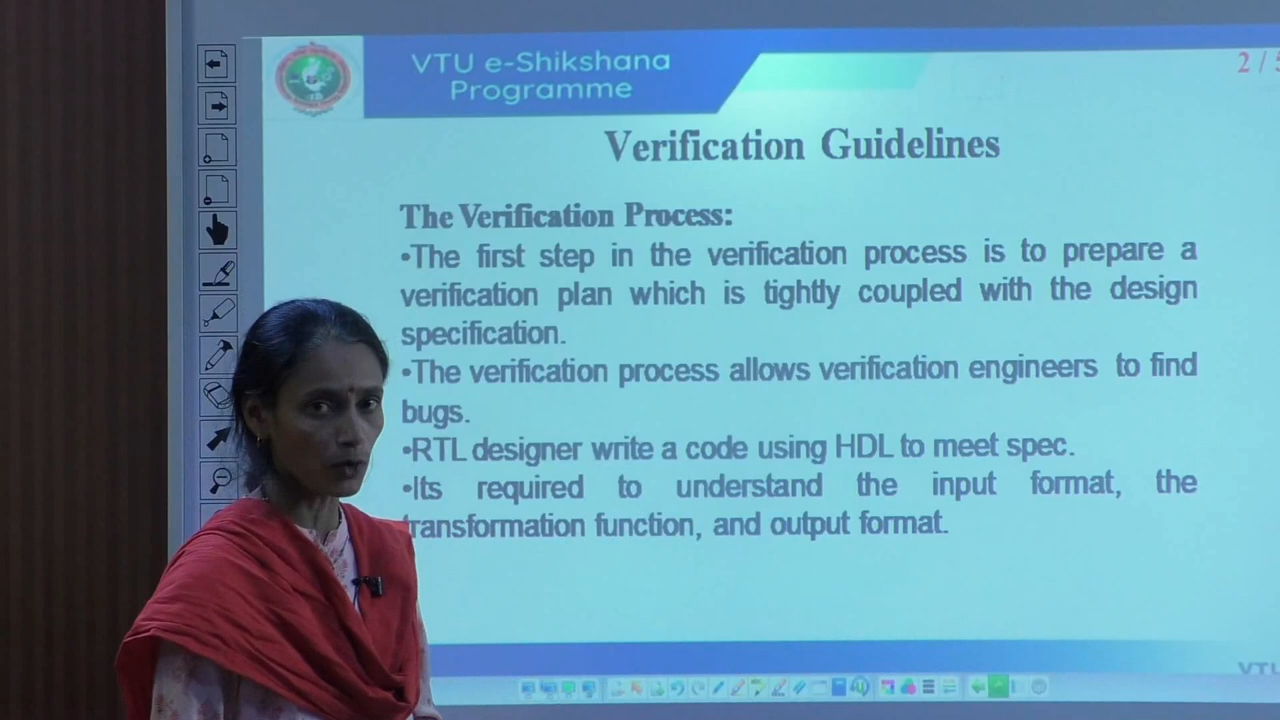 VTU e-Shikshana
Programme
2 / 5
Verification Guidelines
The Verification Process:
•The first step in the verification process is to prepare a
verification plan which is tightly coupled with the design
specification.
•The verification process allows verification engineers to find
bugs.
•RTL designer write a code using HDL to meet spec.
•Its required to understand the input format, the
transformation function, and output format.
VTU